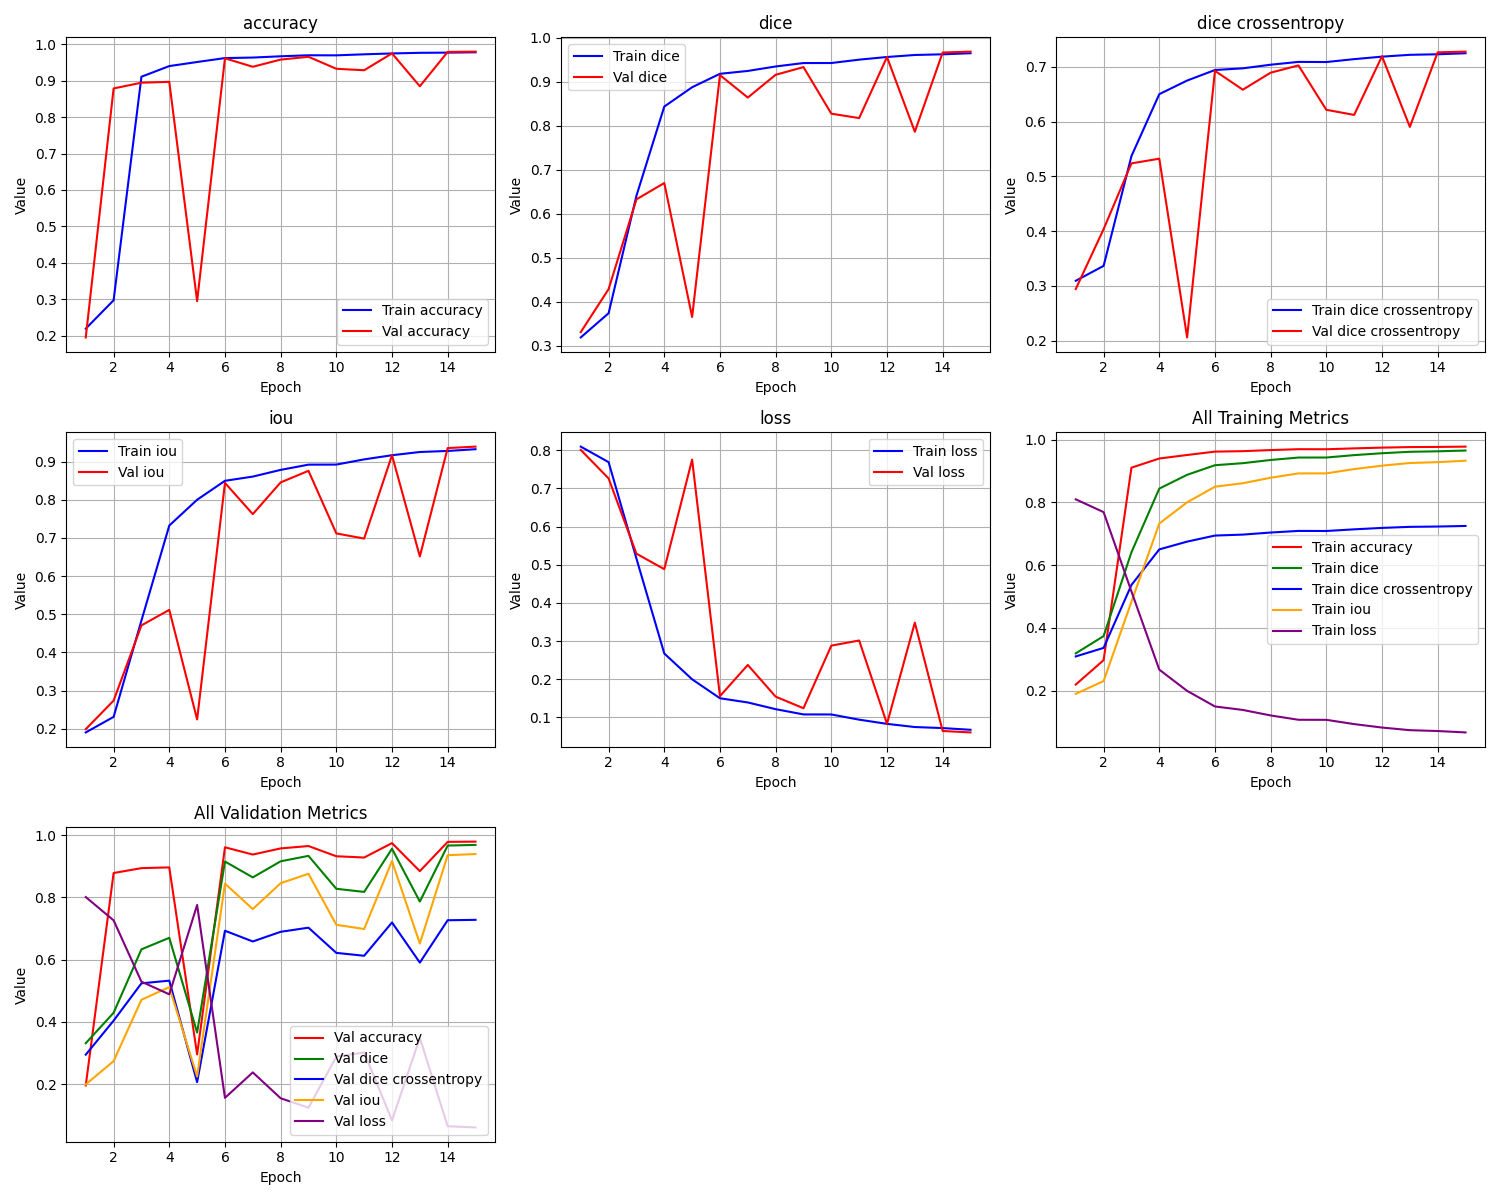 accuracy
1.0
0.9
0.8
0.7
0.6
0.5
0.4
0.3
0.2
Value
Train accuracy
Val accuracy
2 4 6 8 10 12 14
Epoch
dice
1.0
0.9
0.8
0.7
0.6
0.5
0.4
0.3
Value
Train dice
Val dice
2 4 6 8 10 12 14
Epoch
dice crossentropy
0.7
0.6
0.5
0.4
0.3
0.2
Value
Train dice crossentropy
Val dice crossentropy
2 4 6 8 10 12 14
Epoch
iou
0.9
0.8
0.7
0.6
0.5
0.4
0.3
0.2
Value
Train iou
Val iou
2 4 6 8 10 12 14
Epoch
loss
0.8
0.7
0.6
0.5
0.4
0.3
0.2
0.1
Value
Train loss
Val loss
2 4 6 8 10 12 14
Epoch
All Training Metrics
1.0
0.8
0.6
0.4
0.2
Value
Train accuracy
Train dice
Train dice crossentropy
Train iou
Train loss
2 4 6 8 10 12 14
Epoch
All Validation Metrics
1.0
0.8
0.6
0.4
0.2
Value
Val accuracy
Val dice
Val dice crossentropy
Val iou
Val loss
2 4 6 8 10 12 14
Epoch